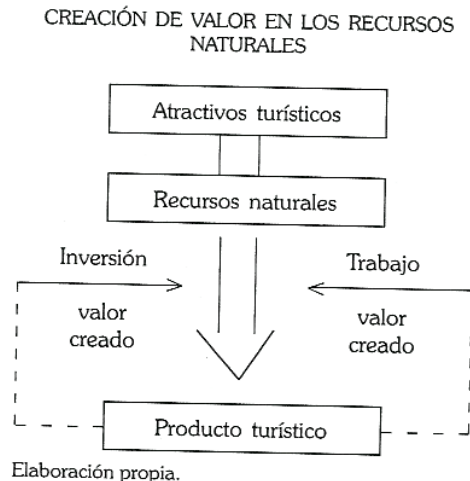 CREACIÓN DE VALOR EN LOS RECURSOS
NATURALES
Atractivos turísticos
Recursos naturales
Inversión
Trabajo
valor
creado
valor
creado
Producto turístico
Elaboración propia.